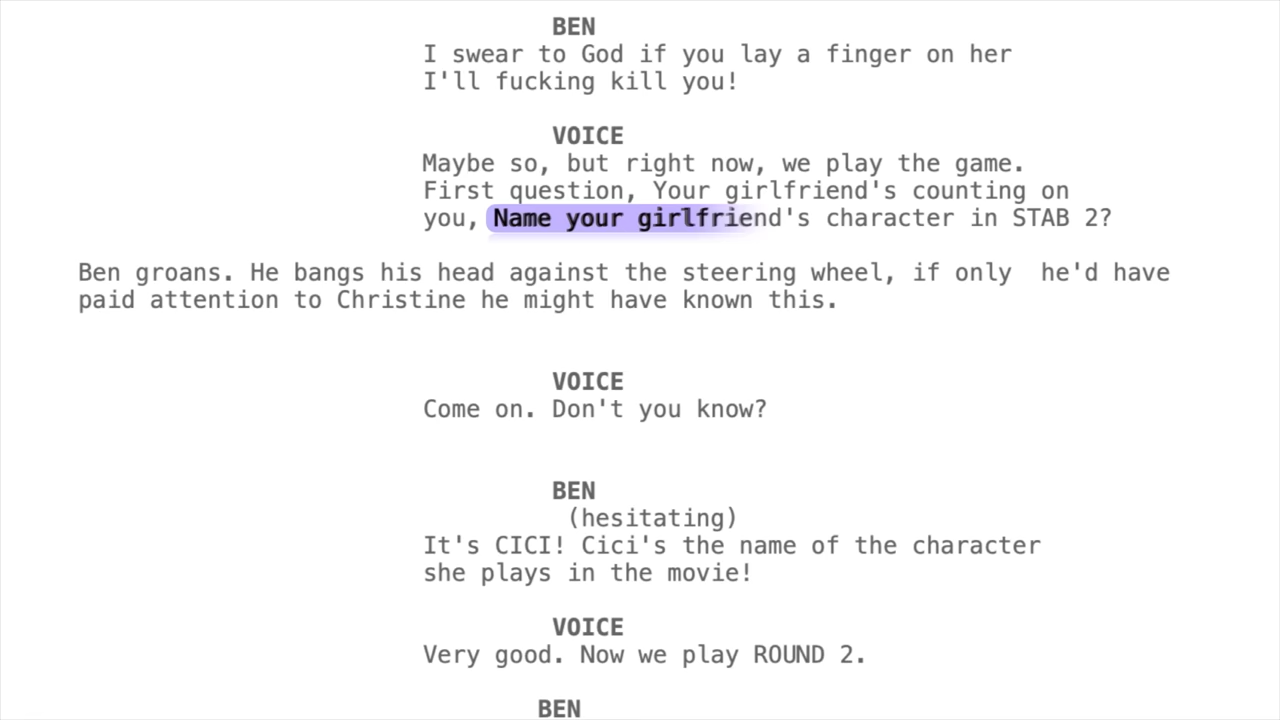 BEN
I swear to God if you lay a finger on her
I'll fucking kill you!
VOICE
Maybe so, but right now, we play the game.
First question, Your girlfriend's counting on
you, Name your girlfriend's character in STAB 2?
Ben groans. He bangs his head against the steering wheel, if only  he'd have
paid attention to Christine he might have known this.
VOICE
Come on. Don't you know?
BEN
(hesitating)
It's CICI! Cici's the name of the character
she plays in the movie!
VOICE
Very good. Now we play ROUND 2.
BEN